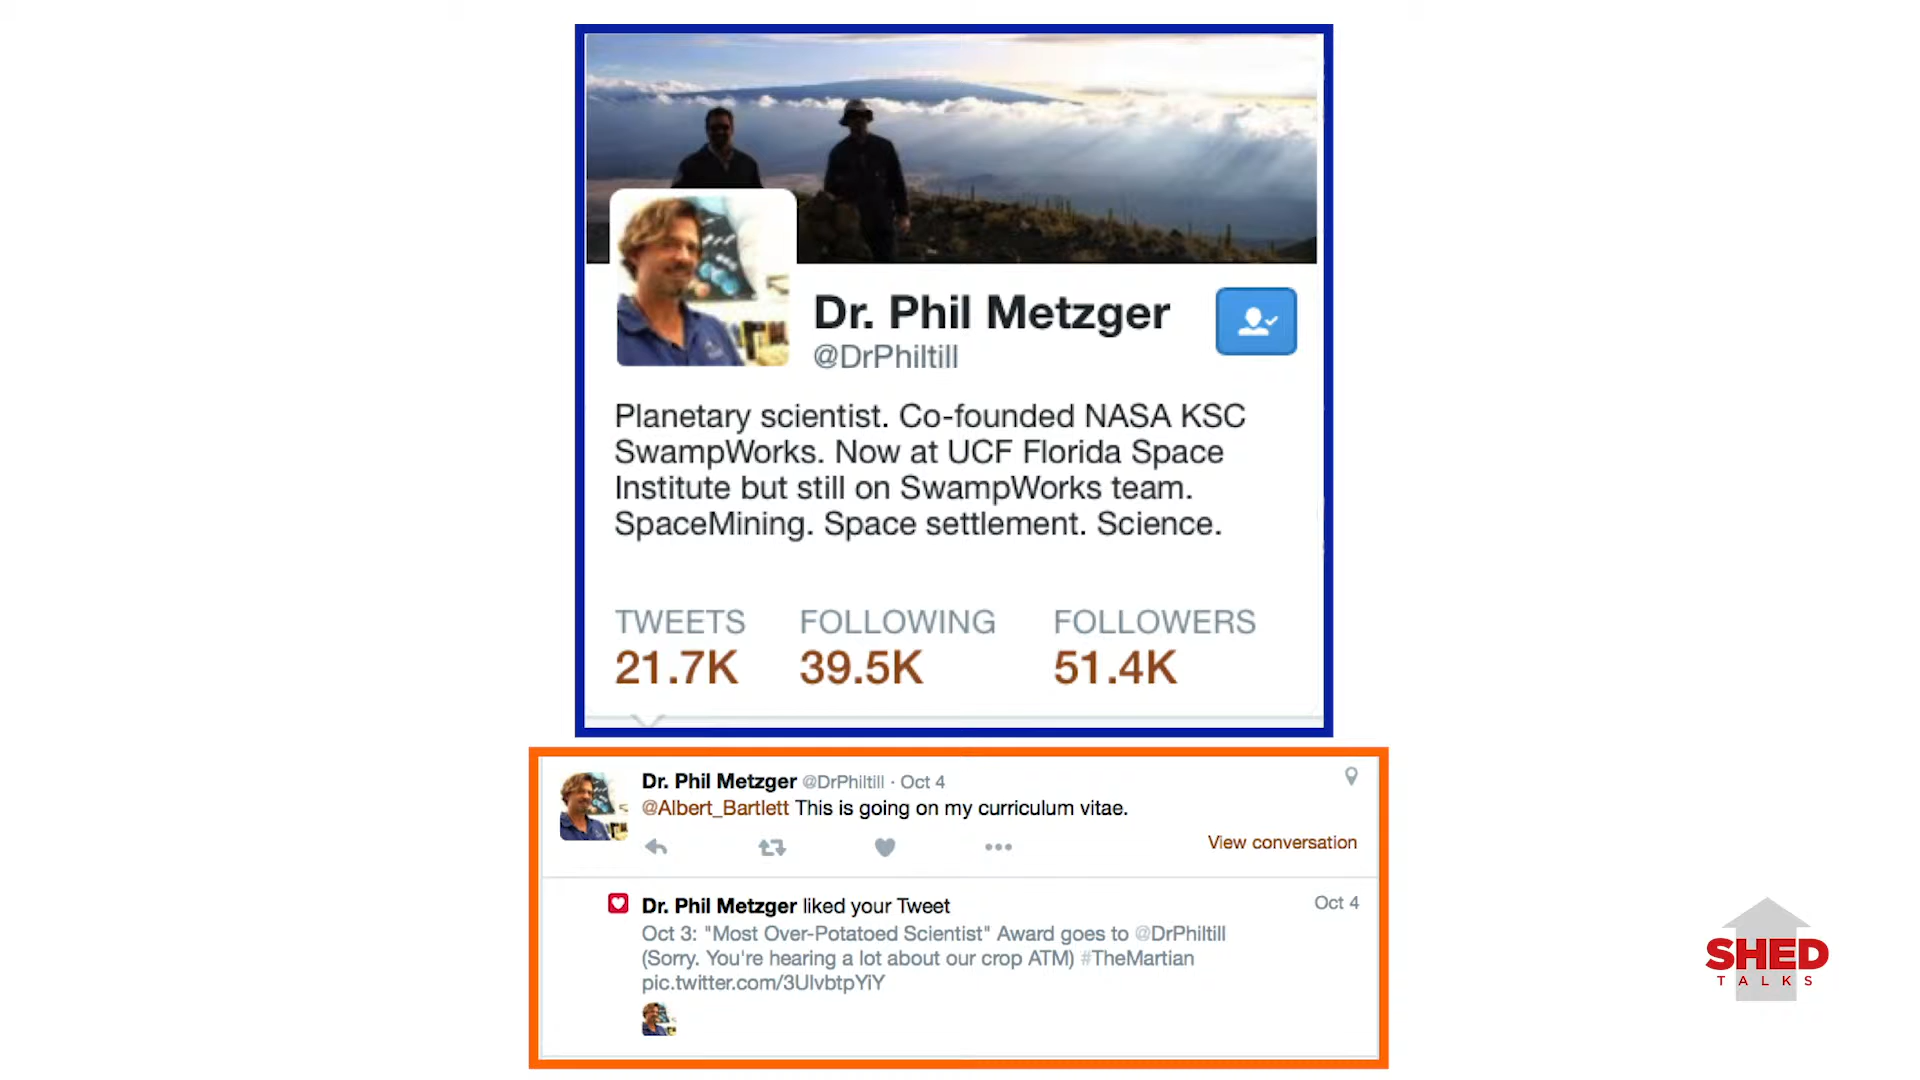 Dr. Phil Metzger
@DrPhiltill
Planetary scientist. Co-founded NASA KSC
SwampWorks. Now at UCF Florida Space
Institute but still on SwampWorks team.
SpaceMining. Space settlement. Science.
TWEETS FOLLOWING FOLLOWERS
21.7K 39.5K 51.4K
Dr. Phil Metzger @DrPhiltill · Oct 4
@Albert_Bartlett This is going on my curriculum vitae.
View conversation
Dr. Phil Metzger liked your Tweet Oct 4
Oct 3: "Most Over-Potatoed Scientist" Award goes to @DrPhiltill
(Sorry. You're hearing a lot about our crop ATM) #TheMartian
pic.twitter.com/3UlvbtpYiY
SHED
TALKS